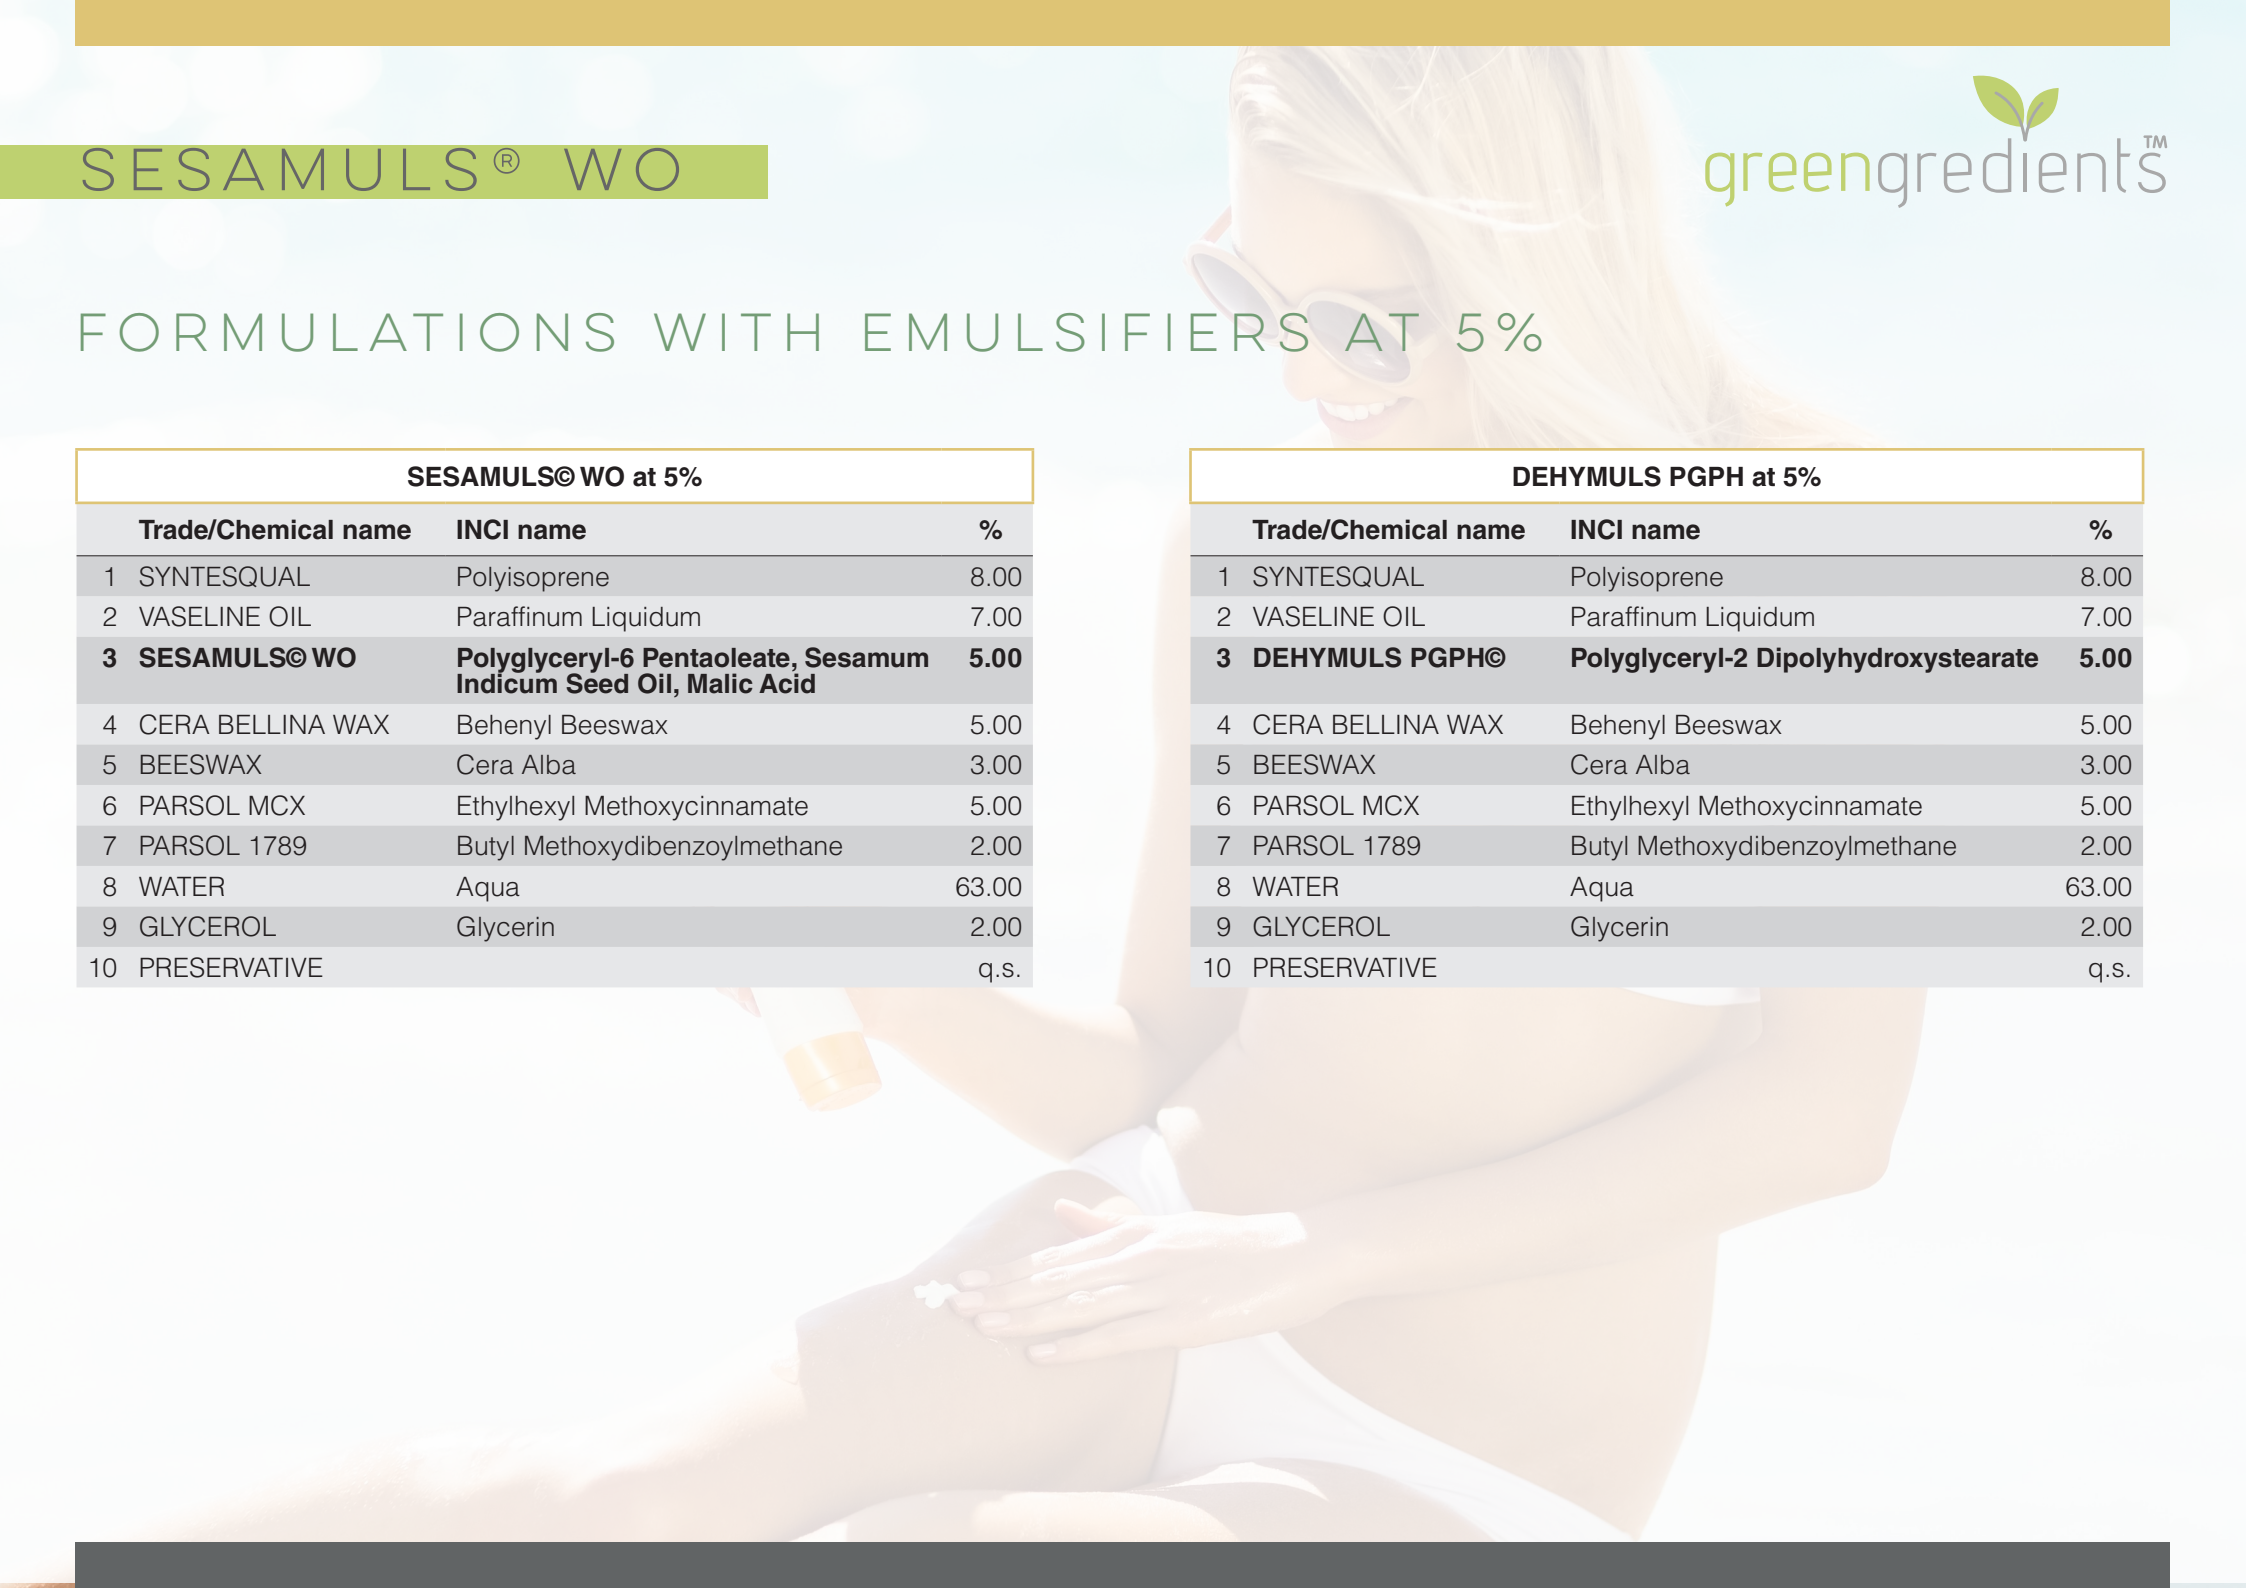 SESAMULS® WO
greengredients™
FORMULATIONS WITH EMULSIFIERS AT 5%
SESAMULS© WO at 5%
Trade/Chemical name INCI name %
1 SYNTESQUAL Polyisoprene 8.00
2 VASELINE OIL Paraffinum Liquidum 7.00
3 SESAMULS© WO Polyglyceryl-6 Pentaoleate, Sesamum 5.00
Indicum Seed Oil, Malic Acid
4 CERA BELLINA WAX Behenyl Beeswax 5.00
5 BEESWAX Cera Alba 3.00
6 PARSOL MCX Ethylhexyl Methoxycinnamate 5.00
7 PARSOL 1789 Butyl Methoxydibenzoylmethane 2.00
8 WATER Aqua 63.00
9 GLYCEROL Glycerin 2.00
10 PRESERVATIVE q.s.
DEHYMULS PGPH at 5%
Trade/Chemical name INCI name %
1 SYNTESQUAL Polyisoprene 8.00
2 VASELINE OIL Paraffinum Liquidum 7.00
3 DEHYMULS PGPH© Polyglyceryl-2 Dipolyhydroxystearate 5.00
4 CERA BELLINA WAX Behenyl Beeswax 5.00
5 BEESWAX Cera Alba 3.00
6 PARSOL MCX Ethylhexyl Methoxycinnamate 5.00
7 PARSOL 1789 Butyl Methoxydibenzoylmethane 2.00
8 WATER Aqua 63.00
9 GLYCEROL Glycerin 2.00
10 PRESERVATIVE q.s.